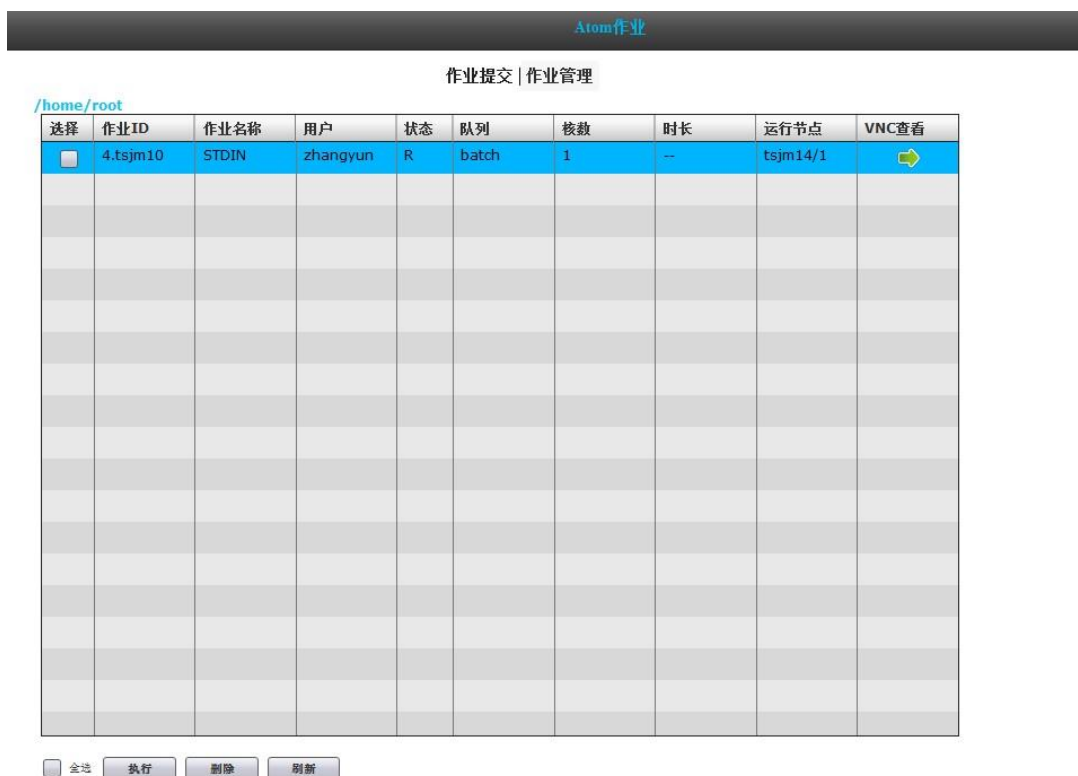 Atom作业
作业提交 | 作业管理
/home/root
选择 作业ID 作业名称 用户 状态 队列 核数 时长 运行节点 VNC查看
4.tsjm10 STDIN zhangyun R batch 1 -- tsjm14/1
全选 执行 删除 刷新